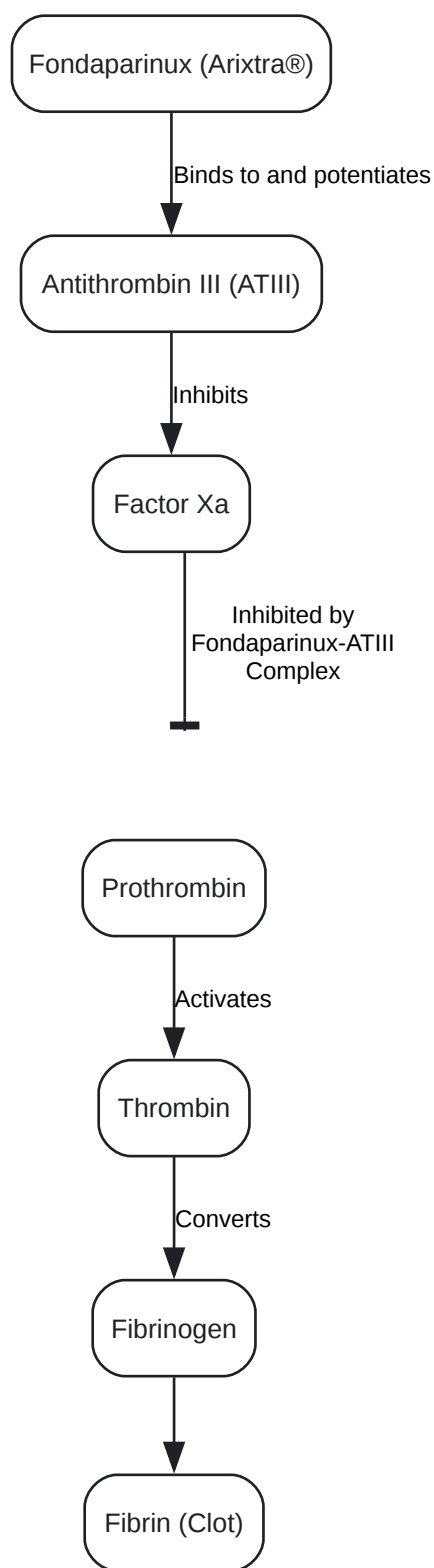 Fondaparinux (Arixtra®)
Binds to and potentiates
Antithrombin III (ATIII)
Inhibits
Factor Xa
Inhibited by
Fondaparinux-ATIII
Complex
Prothrombin
Activates
Thrombin
Converts
Fibrinogen
Fibrin (Clot)